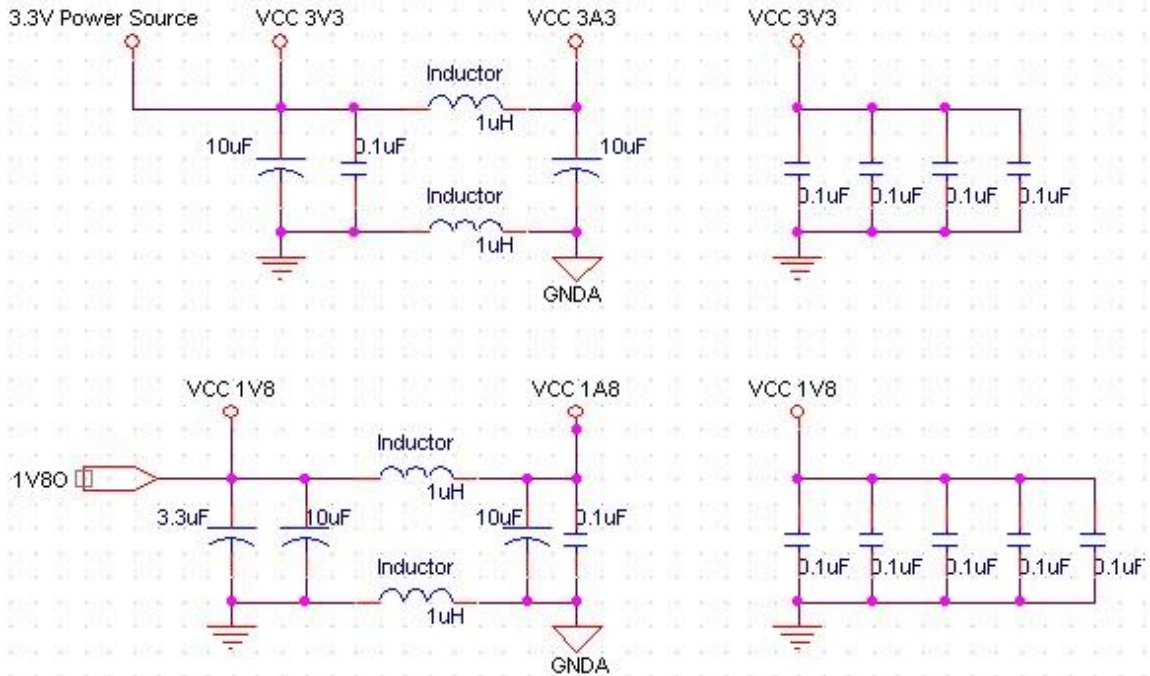 3.3V Power Source
VCC 3V3
VCC 3A3
VCC 3V3
Inductor
1uH
10uF
0.1uF
10uF
Inductor
1uH
0.1uF
0.1uF
0.1uF
0.1uF
GNDA
VCC 1V8
VCC 1A8
VCC 1V8
Inductor
1V8O
1uH
3.3uF
10uF
10uF
0.1uF
Inductor
1uH
0.1uF
0.1uF
0.1uF
0.1uF
0.1uF
GNDA